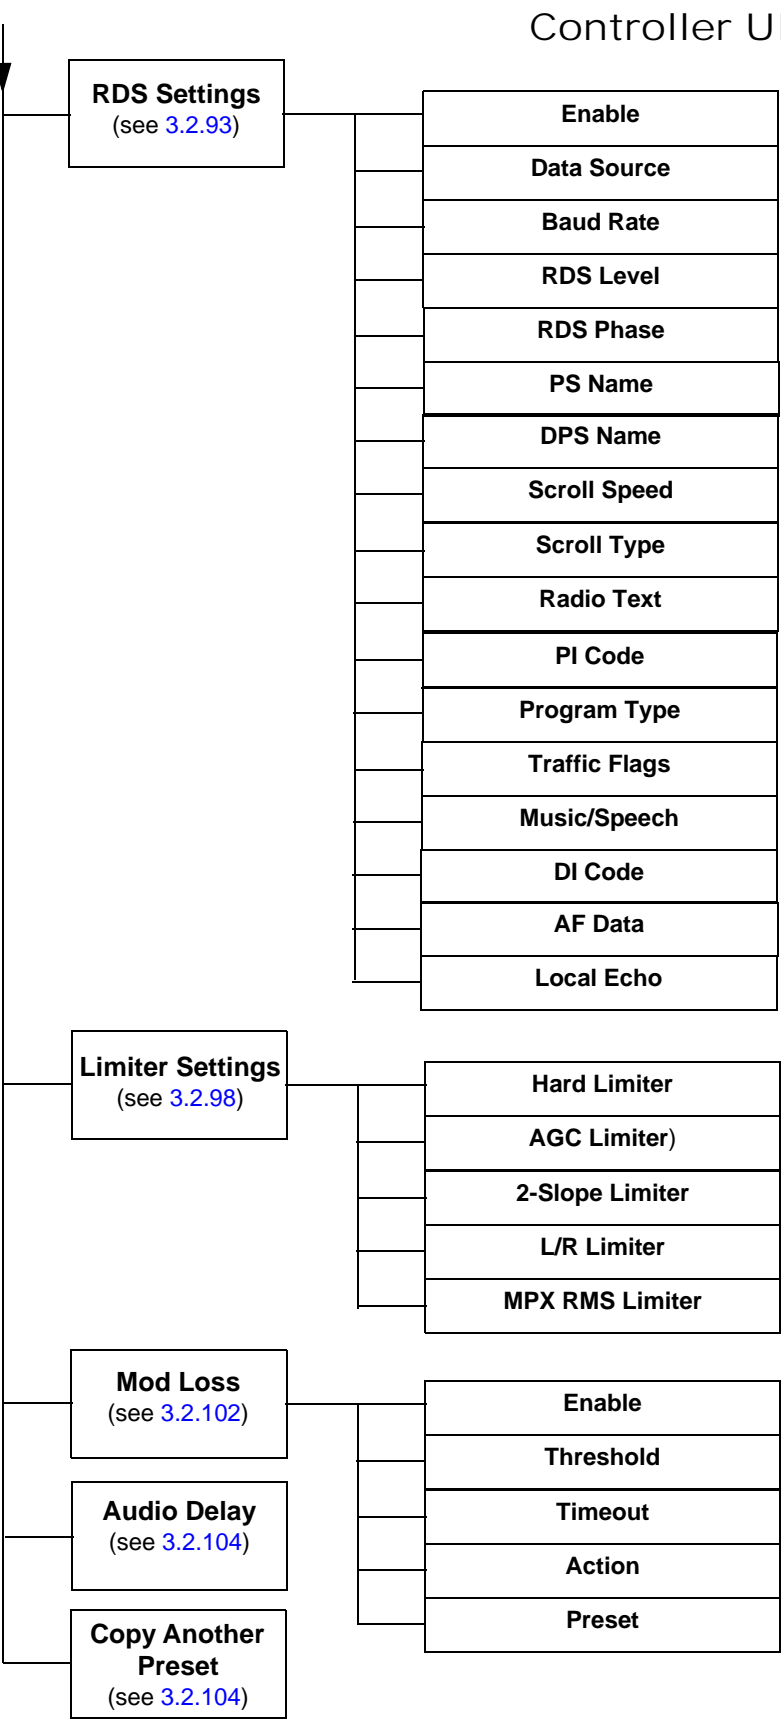 Controller UI
RDS Settings
(see 3.2.93)
Enable
Data Source
Baud Rate
RDS Level
RDS Phase
PS Name
DPS Name
Scroll Speed
Scroll Type
Radio Text
PI Code
Program Type
Traffic Flags
Music/Speech
DI Code
AF Data
Local Echo
Limiter Settings
(see 3.2.98)
Hard Limiter
AGC Limiter)
2-Slope Limiter
L/R Limiter
MPX RMS Limiter
Mod Loss
(see 3.2.102)
Enable
Threshold
Timeout
Action
Preset
Audio Delay
(see 3.2.104)
Copy Another
Preset
(see 3.2.104)